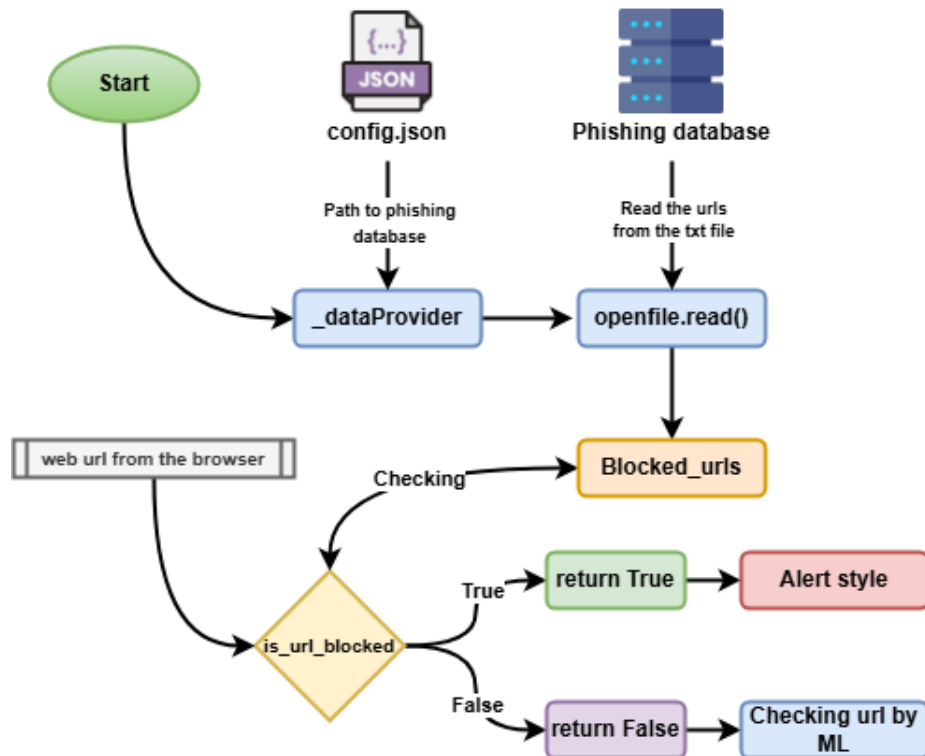 Start
{...}
JSON
config.json
Phishing database
Path to phishing
database
Read the urls
from the txt file
_dataProvider
openfile.read()
web url from the browser
Checking
Blocked_urls
is_url_blocked
True
return True
Alert style
False
return False
Checking url by
ML